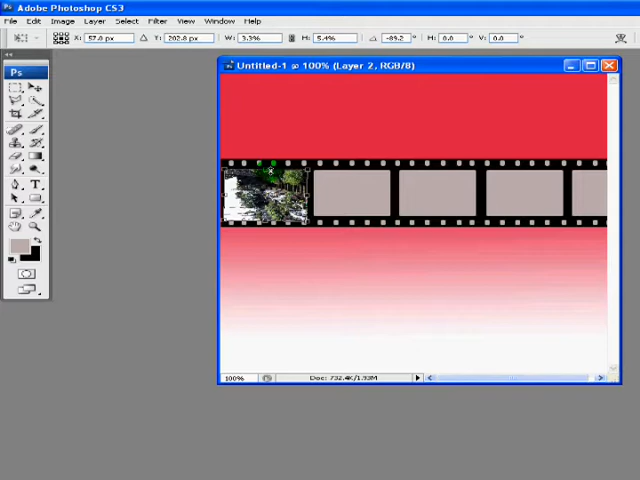 Ps Adobe Photoshop CS3
File Edit Image Layer Select Filter View Window Help
X: 57.0 px Y: 202.8 px W: 3.3% H: 5.4% -89.2 ° H: 0.0 ° V: 0.0 °
Ps
Untitled-1 @ 100% (Layer 2, RGB/8)
T
100% Doc: 732.4K/1.93M